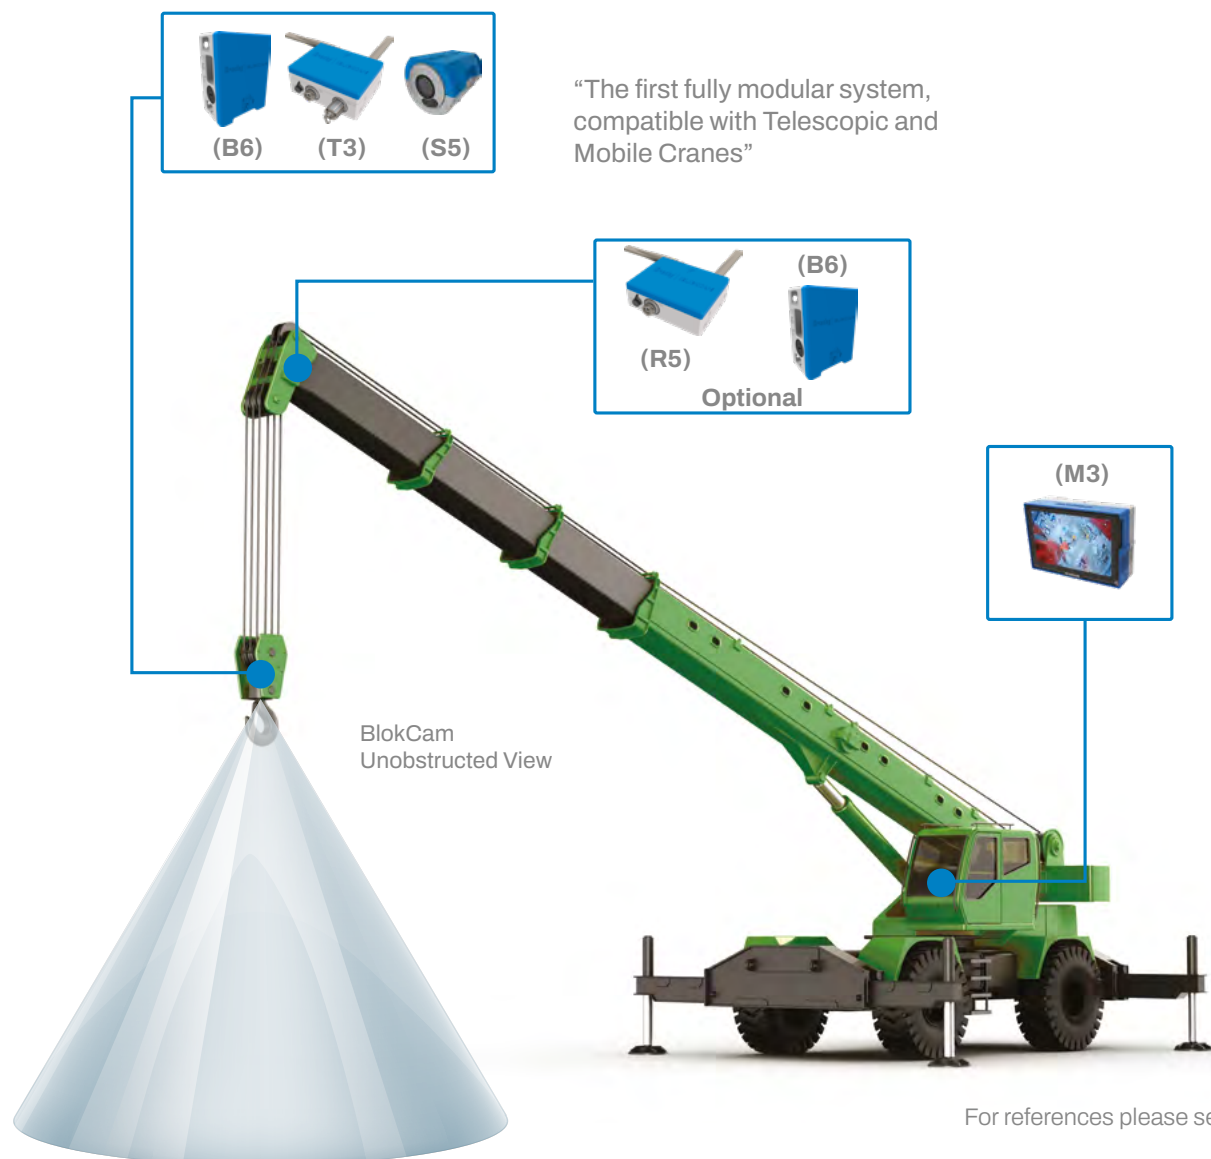 (B6) (T3) (S5)
“The first fully modular system,
compatible with Telescopic and
Mobile Cranes”
(B6)
(R5)
Optional
(M3)
BlokCam
Unobstructed View
For references please se